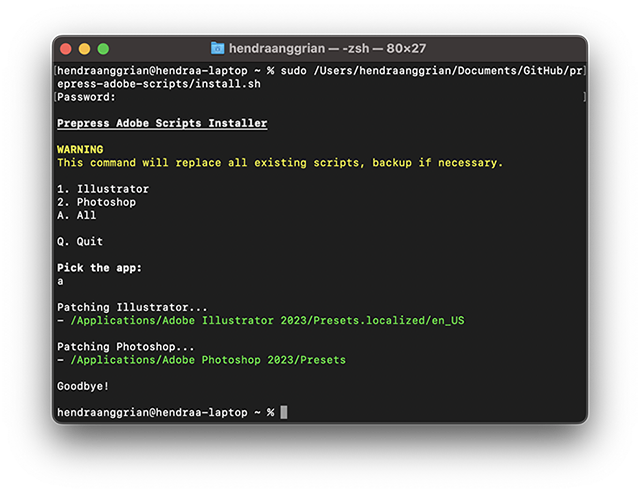 hendraanggrian — -zsh — 80×27
[hendraanggrian@hendraa-laptop ~ % sudo /Users/hendraanggrian/Documents/GitHub/pr]
epress-adobe-scripts/install.sh
[Password: ]
Prepress Adobe Scripts Installer
WARNING
This command will replace all existing scripts, backup if necessary.
1. Illustrator
2. Photoshop
A. All
Q. Quit
Pick the app:
a
Patching Illustrator...
- /Applications/Adobe Illustrator 2023/Presets.localized/en_US
Patching Photoshop...
- /Applications/Adobe Photoshop 2023/Presets
Goodbye!
hendraanggrian@hendraa-laptop ~ %